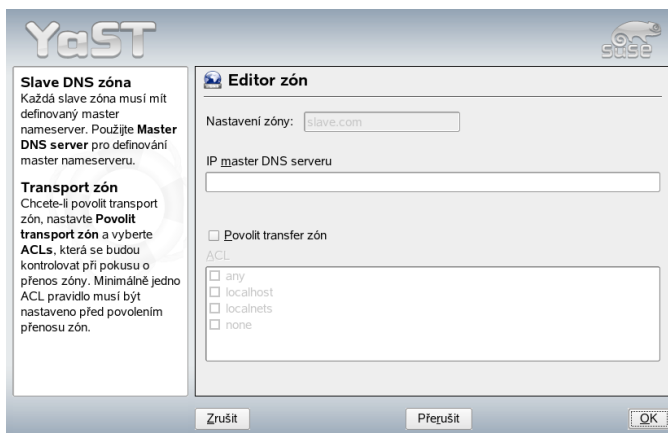 YaST
SUSE
Slave DNS zóna
Každá slave zóna musí mít
definovaný master
nameserver. Použijte Master
DNS server pro definování
master nameserveru.
Transport zón
Chcete-li povolit transport
zón, nastavte Povolit
transport zón a vyberte
ACLs, která se budou
kontrolovat při pokusu o
přenos zóny. Minimálně jedno
ACL pravidlo musí být
nastaveno před povolením
přenosu zón.
Editor zón
Nastavení zóny: slave.com
IP master DNS serveru
Povolit transfer zón
ACL
any
localhost
localnets
none
Zrušit
Přerušit
OK